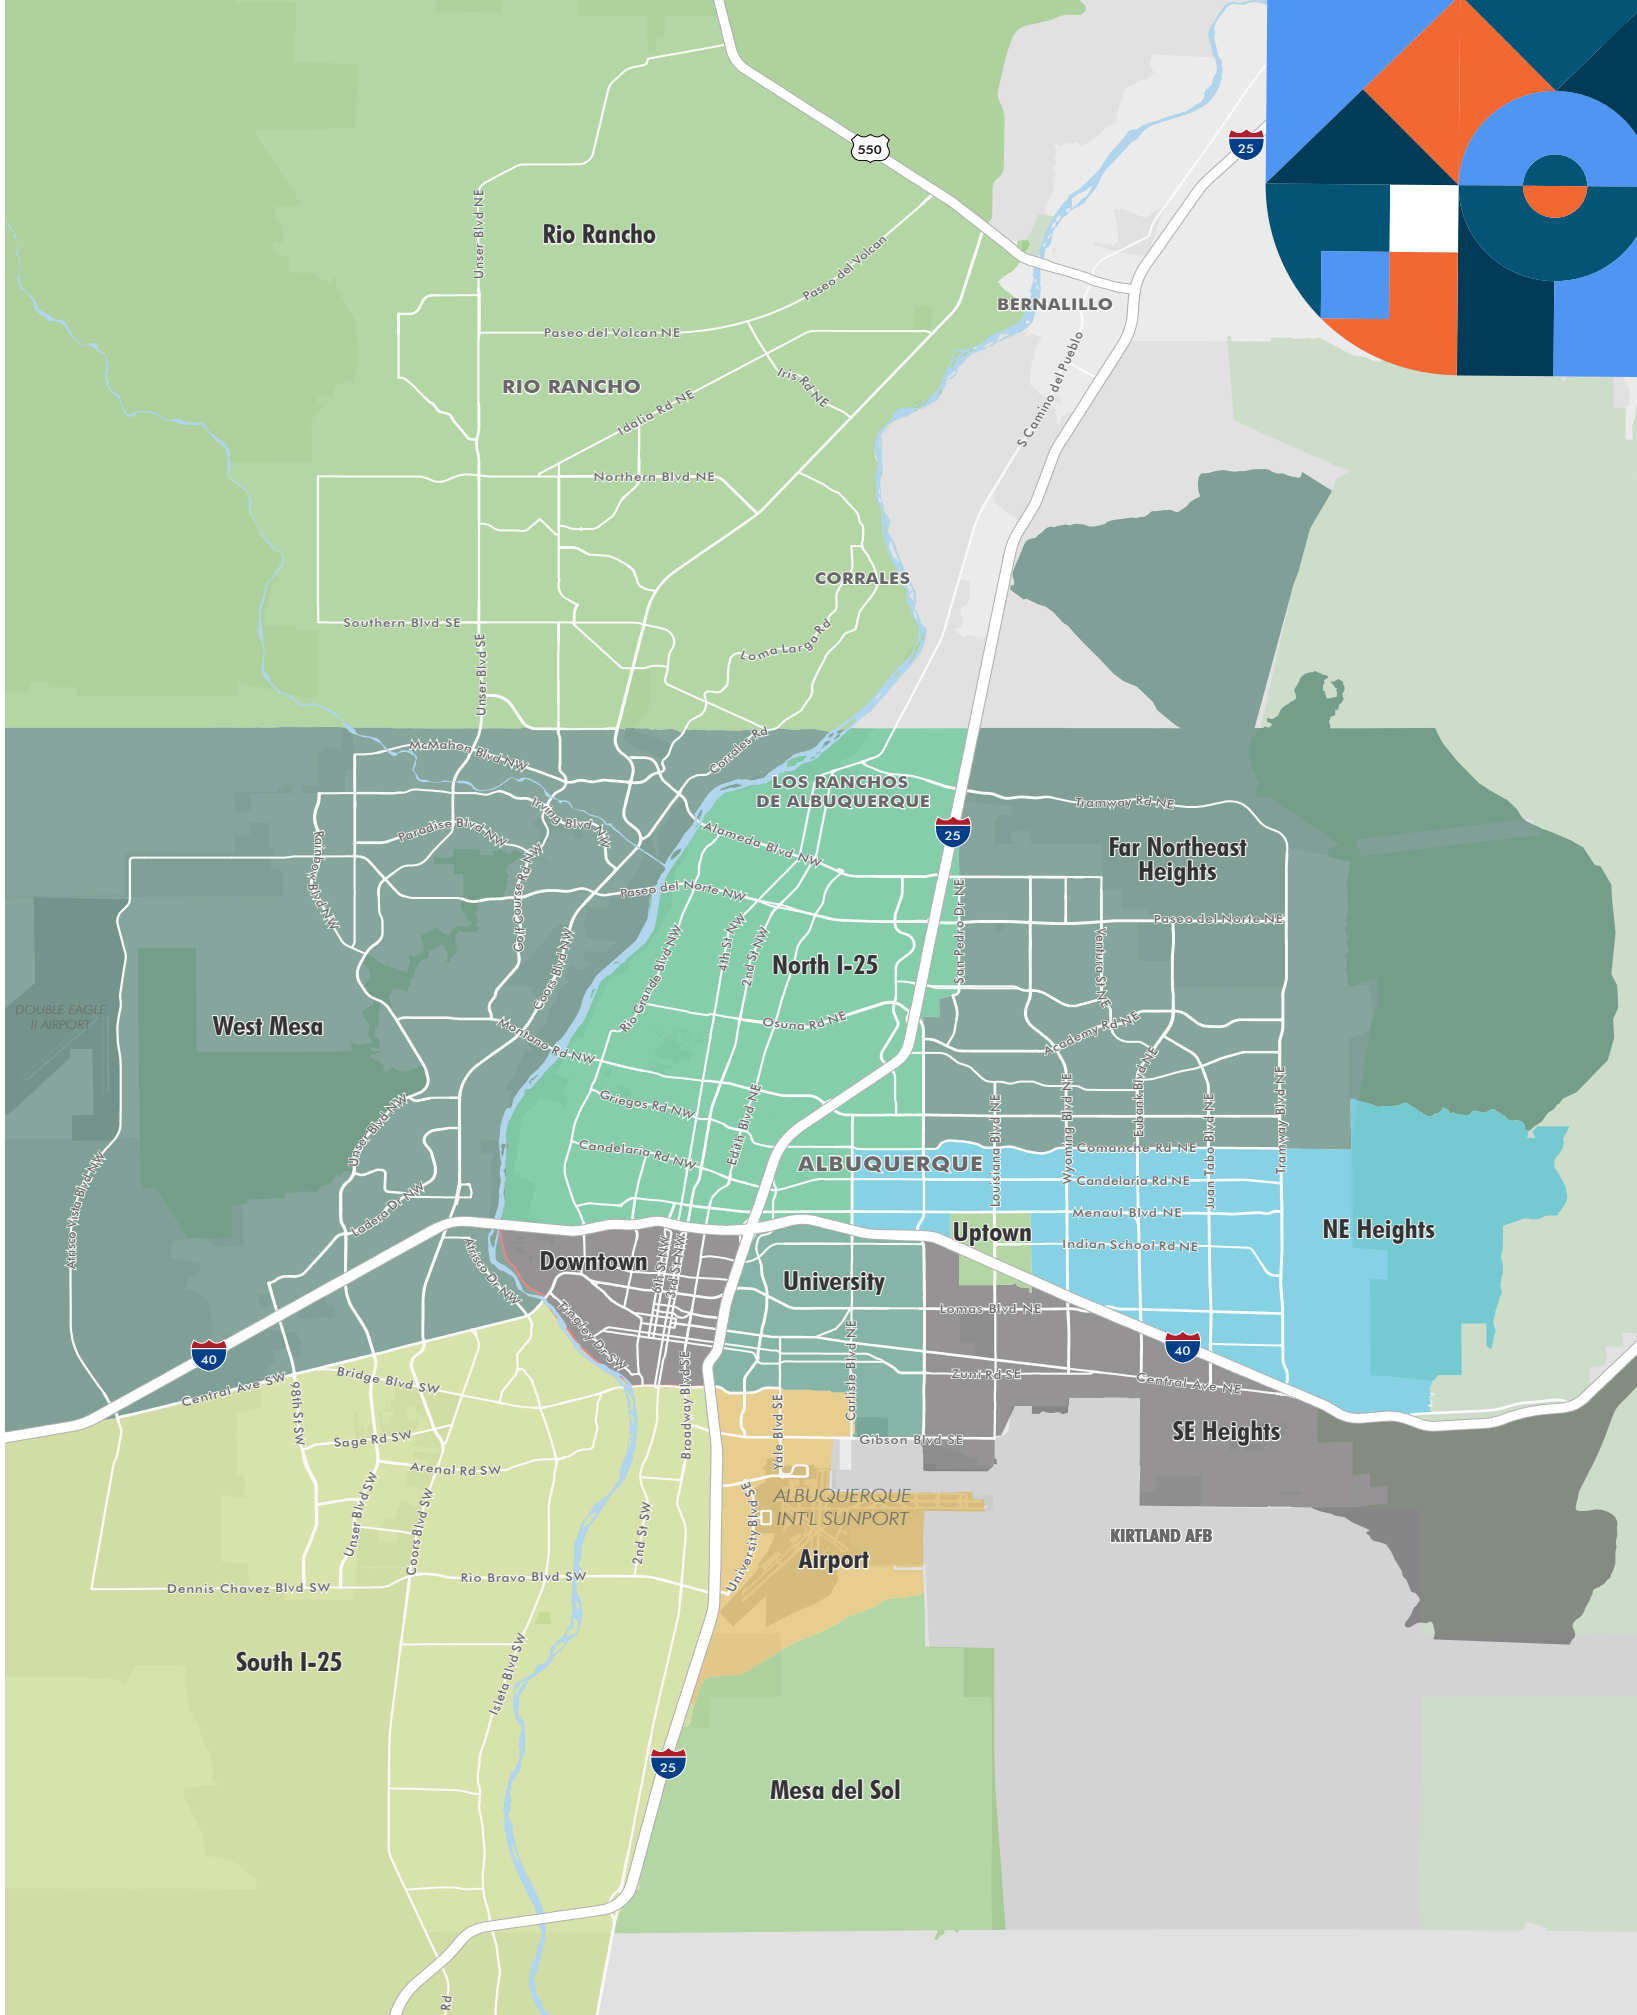 550
25
Rio Rancho
Unser Blvd NE
Paseo del Volcan
BERNALILLO
Paseo del Volcan NE
S Camino del Pueblo
RIO RANCHO
Iris Rd NE
Idalia Rd NE
Northern Blvd NE
CORRALES
Southern Blvd SE
Loma Larga Rd
Unser Blvd SE
Corrales Rd
McMahon Blvd NW
LOS RANCHOS
DE ALBUQUERQUE
Tramway Rd NE
Irving Blvd NW
25
Paradise Blvd NW
Alameda Blvd NW
Far Northeast
Heights
Rainbow Blvd NW
Golf Course Rd NW
Paseo del Norte NW
San Pedro Dr NE
Paseo del Norte NE
Coors Blvd NW
Rio Grande Blvd NW
4th St NW
2nd St NW
North I-25
Ventura St NE
DOUBLE EAGLE
II AIRPORT
West Mesa
Montano Rd NW
Osuna Rd NE
Academy Rd NE
Unser Blvd NW
Griegos Rd NW
Edith Blvd NE
Louisiana Blvd NE
Wyoming Blvd NE
Eubank Blvd NE
Juan Tabo Blvd NE
Tramway Blvd NE
Candelaria Rd NW
Comanche Rd NE
ALBUQUERQUE
Atrisco Vista Blvd NW
Ladera Dr NW
Candelaria Rd NE
Menaul Blvd NE
Uptown
NE Heights
Indian School Rd NE
Atrisco Dr NW
Downtown
6th St NW
3rd St NW
University
Lomas Blvd NE
Tingley Dr SW
40
40
Central Ave SW
Bridge Blvd SW
98th St SW
Broadway Blvd SE
Carlisle Blvd NE
Zuni Rd SE
Central Ave NE
Yale Blvd SE
Sage Rd SW
Gibson Blvd SE
SE Heights
Arenal Rd SW
Unser Blvd SW
Coors Blvd SW
2nd St SW
University Blvd SE
ALBUQUERQUE
INT'L SUNPORT
KIRTLAND AFB
Airport
Dennis Chavez Blvd SW
Rio Bravo Blvd SW
South I-25
Isleta Blvd SW
25
Mesa del Sol
Rd